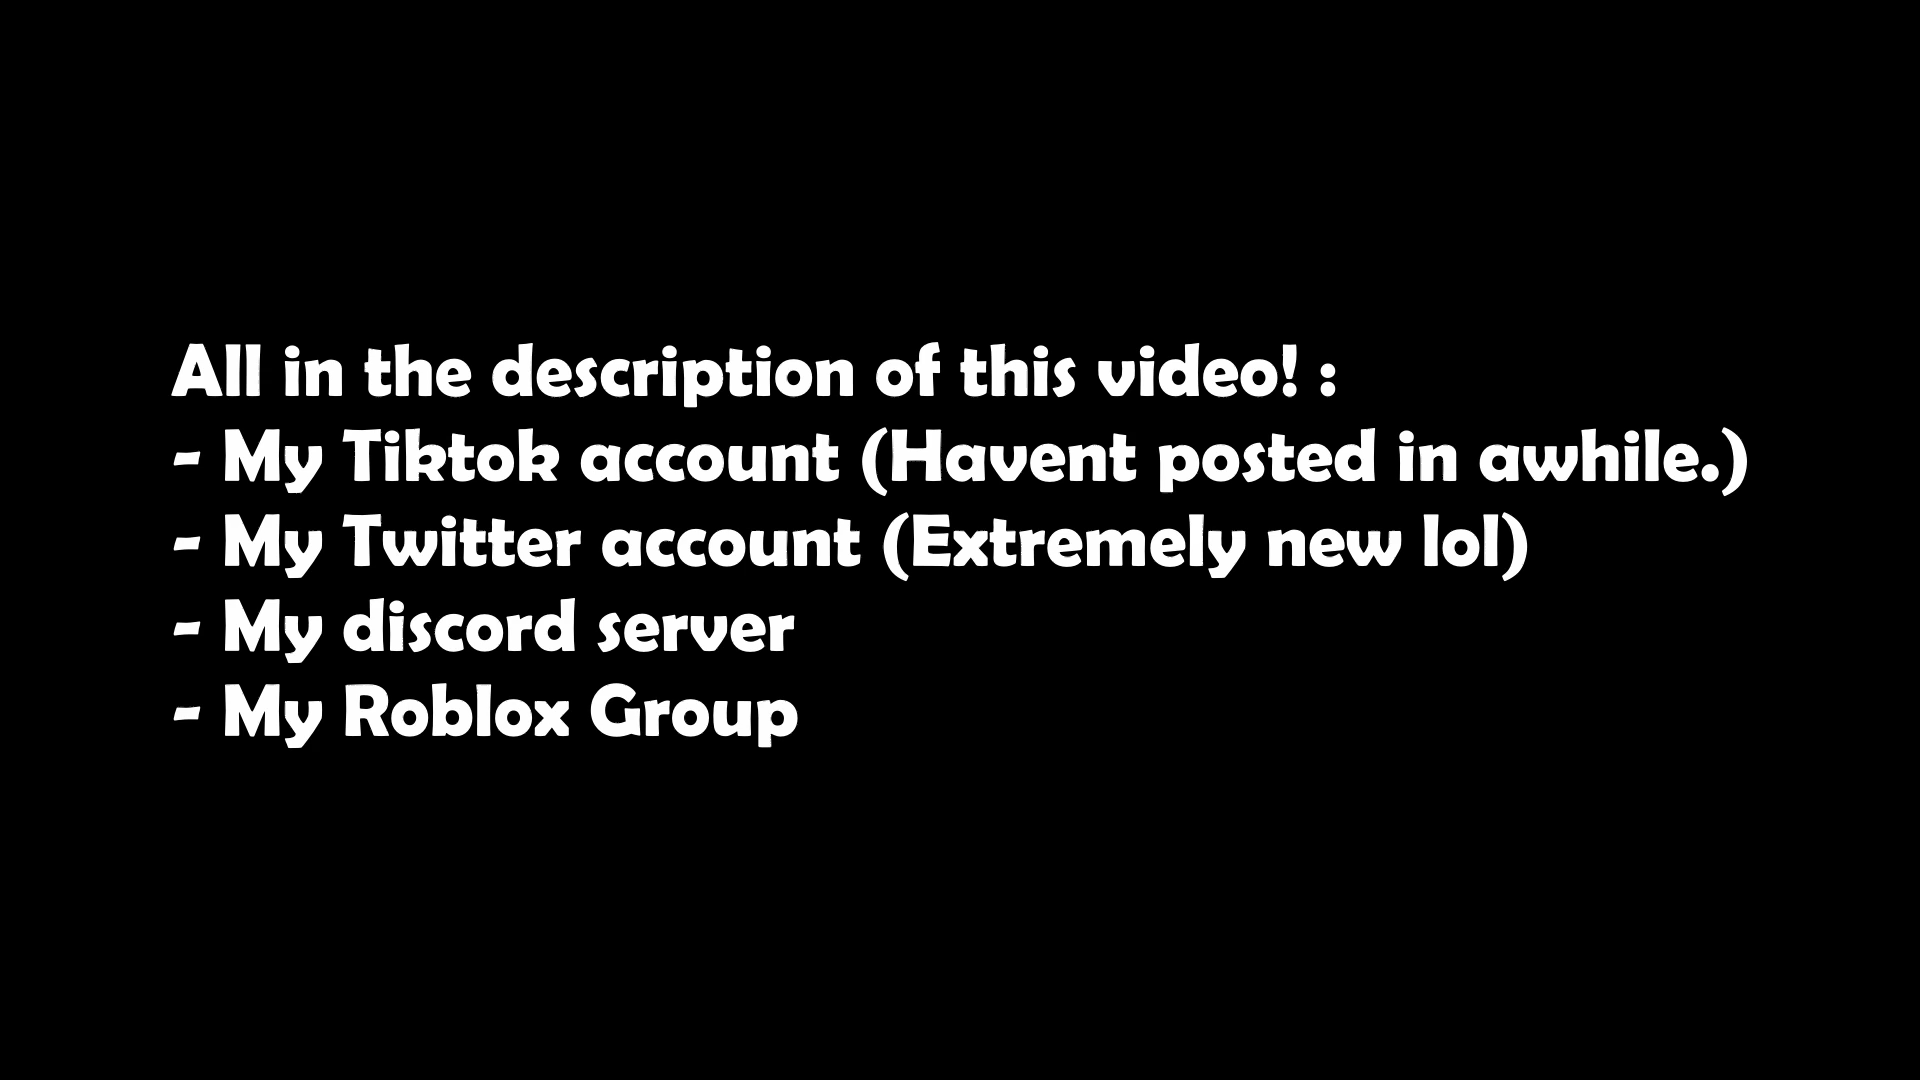 All in the description of this video! :
- My Tiktok account (Havent posted in awhile.)
- My Twitter account (Extremely new lol)
- My discord server
- My Roblox Group